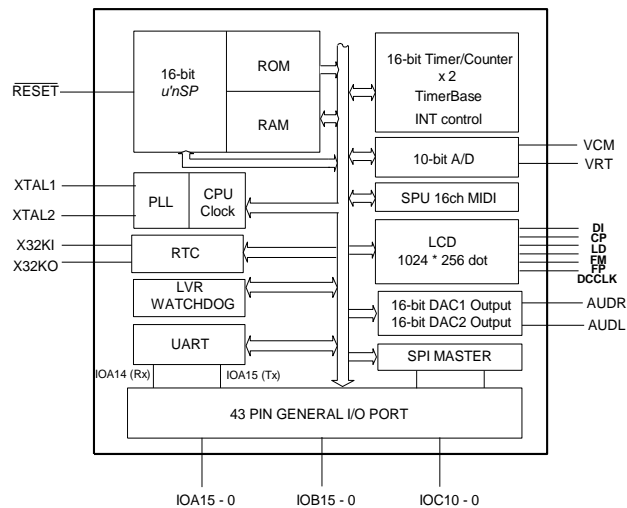 16-bit
u'nSP
ROM
RAM
RESET
16-bit Timer/Counter
x 2
TimerBase
INT control
10-bit A/D
VCM
VRT
XTAL1
XTAL2
PLL
CPU
Clock
SPU 16ch MIDI
X32KI
X32KO
RTC
LCD
1024 * 256 dot
DI
CP
LD
FM
FP
DCCLK
LVR
WATCHDOG
16-bit DAC1 Output
16-bit DAC2 Output
AUDR
AUDL
UART
SPI MASTER
IOA14 (Rx)
IOA15 (Tx)
43 PIN GENERAL I/O PORT
IOA15 - 0
IOB15 - 0
IOC10 - 0